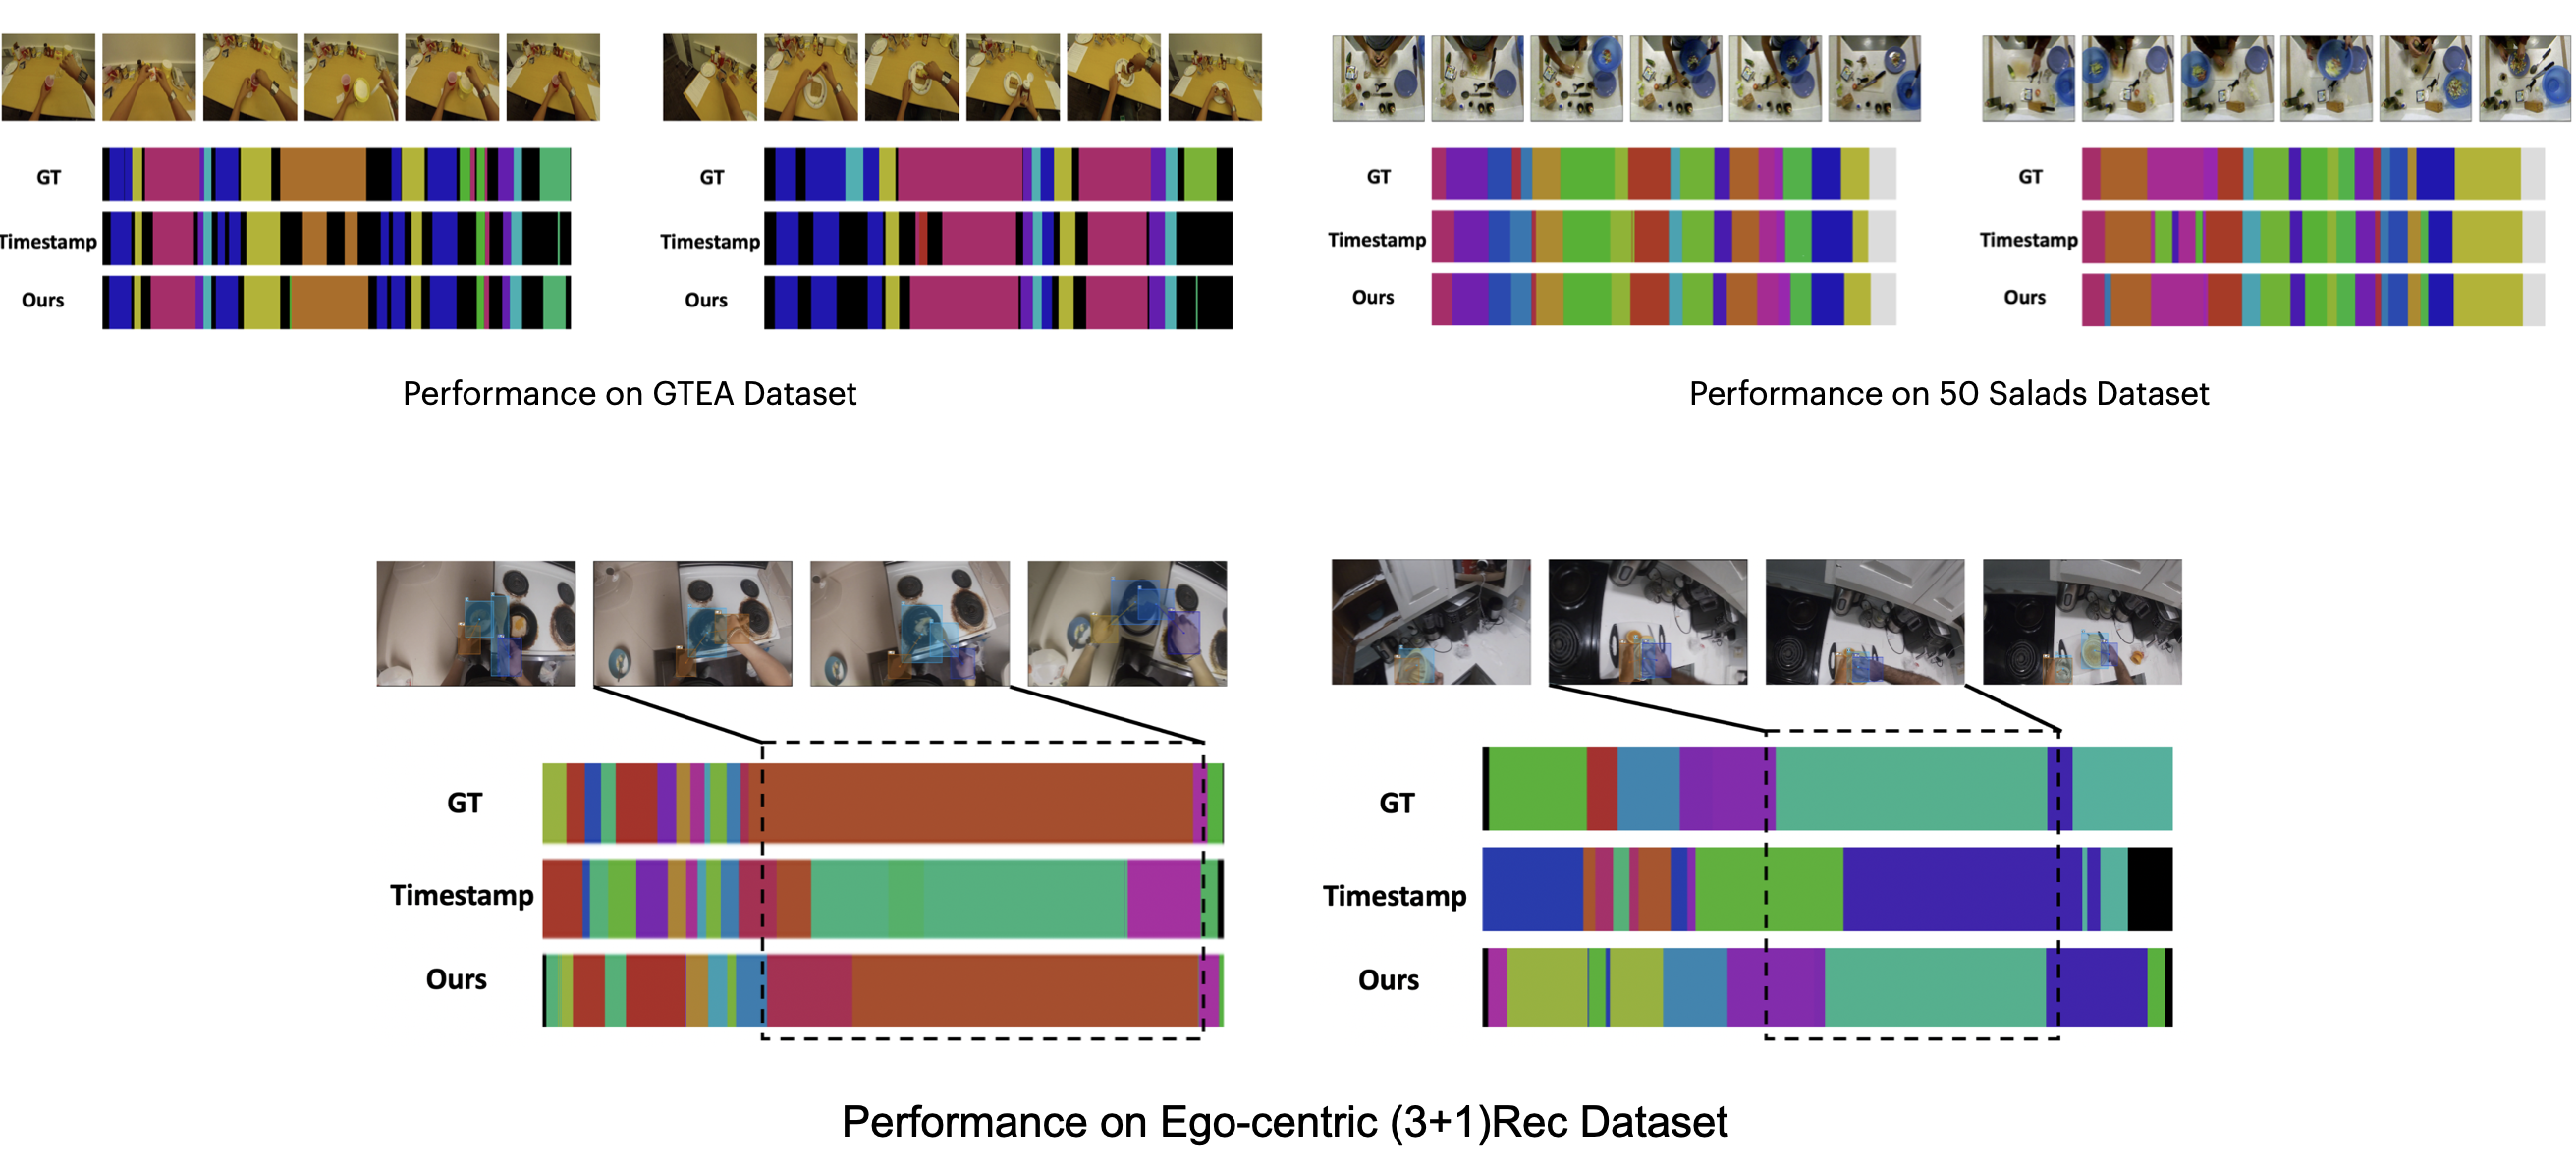 GT
Timestamp
Ours
GT
Timestamp
Ours
Performance on GTEA Dataset
GT
Timestamp
Ours
GT
Timestamp
Ours
Performance on 50 Salads Dataset
GT
Timestamp
Ours
GT
Timestamp
Ours
Performance on Ego-centric (3+1)Rec Dataset